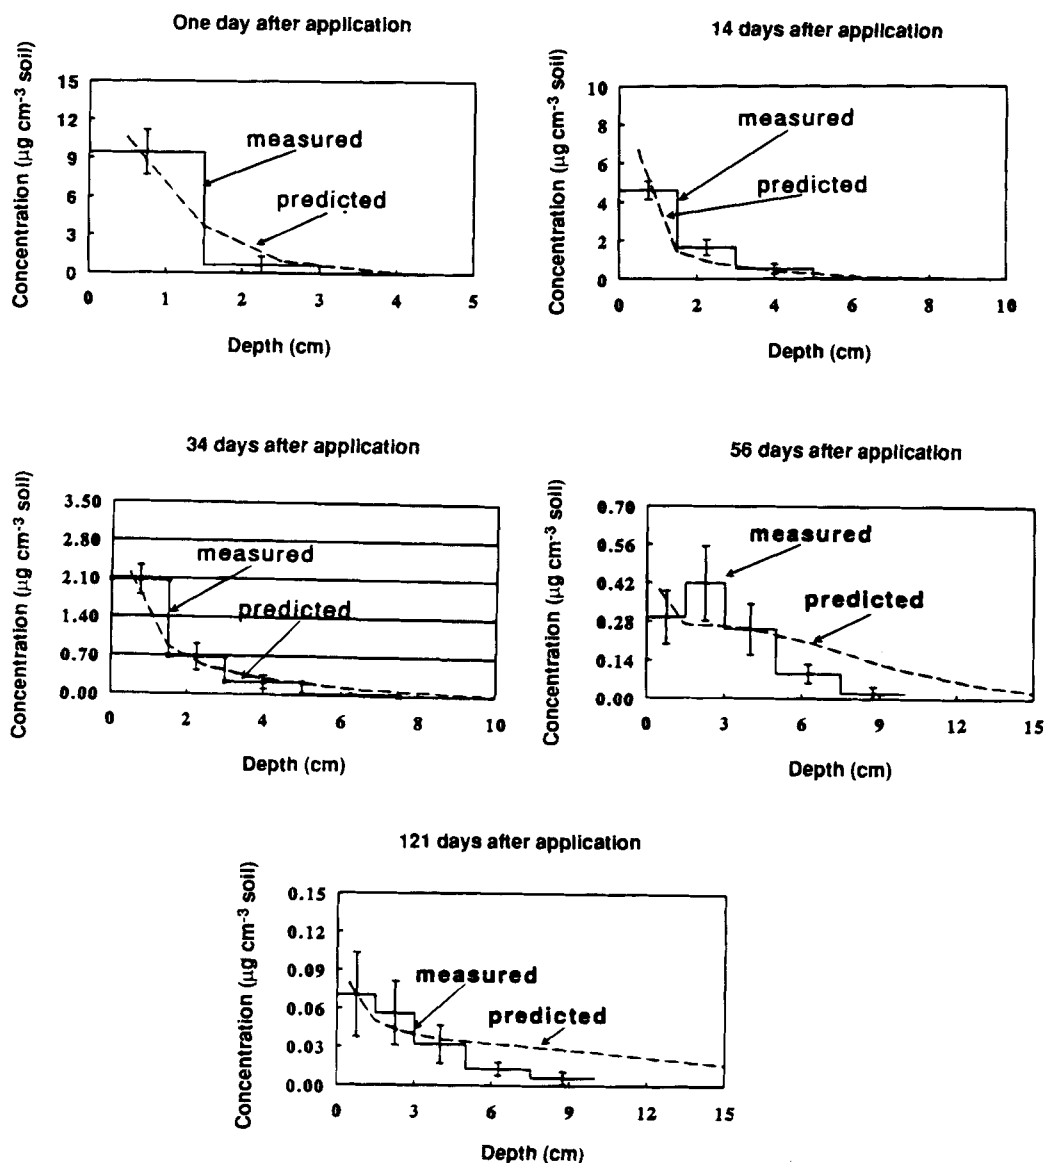 One day after application
Concentration (µg cm⁻³ soil)
15
12
9
6
3
0
measured
predicted
0 1 2 3 4 5
Depth (cm)
14 days after application
Concentration (µg cm⁻³ soil)
10
8
6
4
2
0
measured
predicted
0 2 4 6 8 10
Depth (cm)
34 days after application
Concentration (µg cm⁻³ soil)
3.50
2.80
2.10
1.40
0.70
0.00
measured
predicted
0 2 4 6 8 10
Depth (cm)
56 days after application
Concentration (µg cm⁻³ soil)
0.70
0.56
0.42
0.28
0.14
0.00
measured
predicted
0 3 6 9 12 15
Depth (cm)
121 days after application
Concentration (µg cm⁻³ soil)
0.15
0.12
0.09
0.06
0.03
0.00
measured
predicted
0 3 6 9 12 15
Depth (cm)